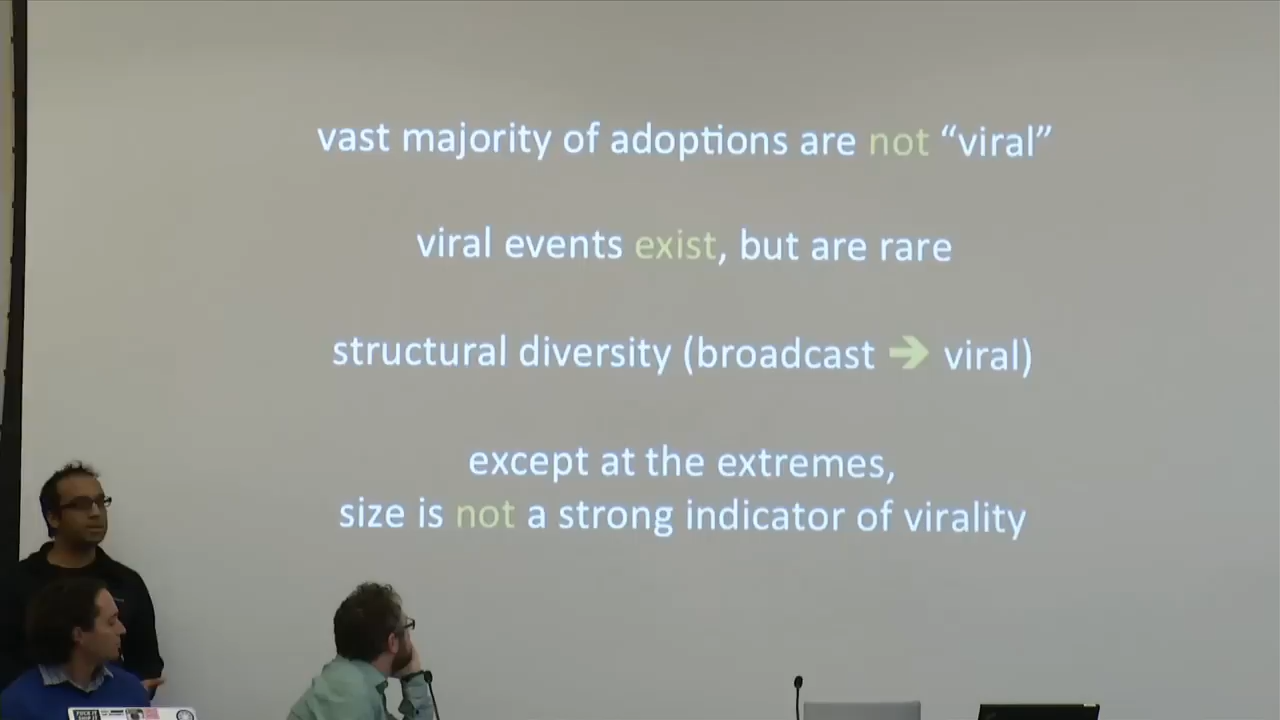 vast majority of adoptions are not “viral”
viral events exist, but are rare
structural diversity (broadcast ➔ viral)
except at the extremes,
size is not a strong indicator of virality